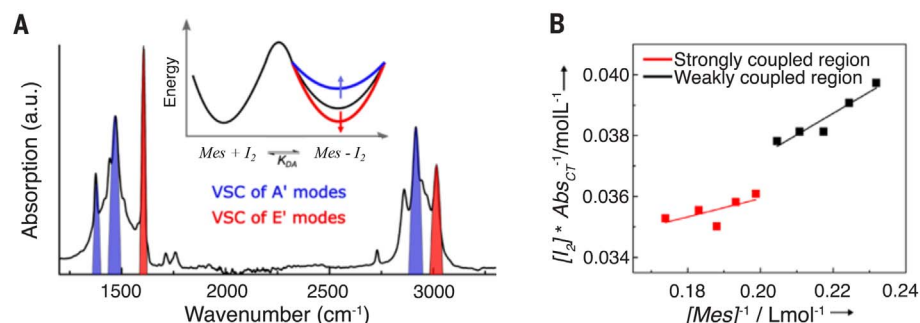 A
Absorption (a.u.)
Energy
Mes + I₂ ⇌ Mes - I₂
K_DA
VSC of A' modes
VSC of E' modes
1500 2000 2500 3000
Wavenumber (cm⁻¹)
B
[I₂] * Abs_CT⁻¹/molL⁻¹
Strongly coupled region
Weakly coupled region
0.040
0.038
0.036
0.034
0.18 0.20 0.22 0.24
[Mes]⁻¹ / Lmol⁻¹